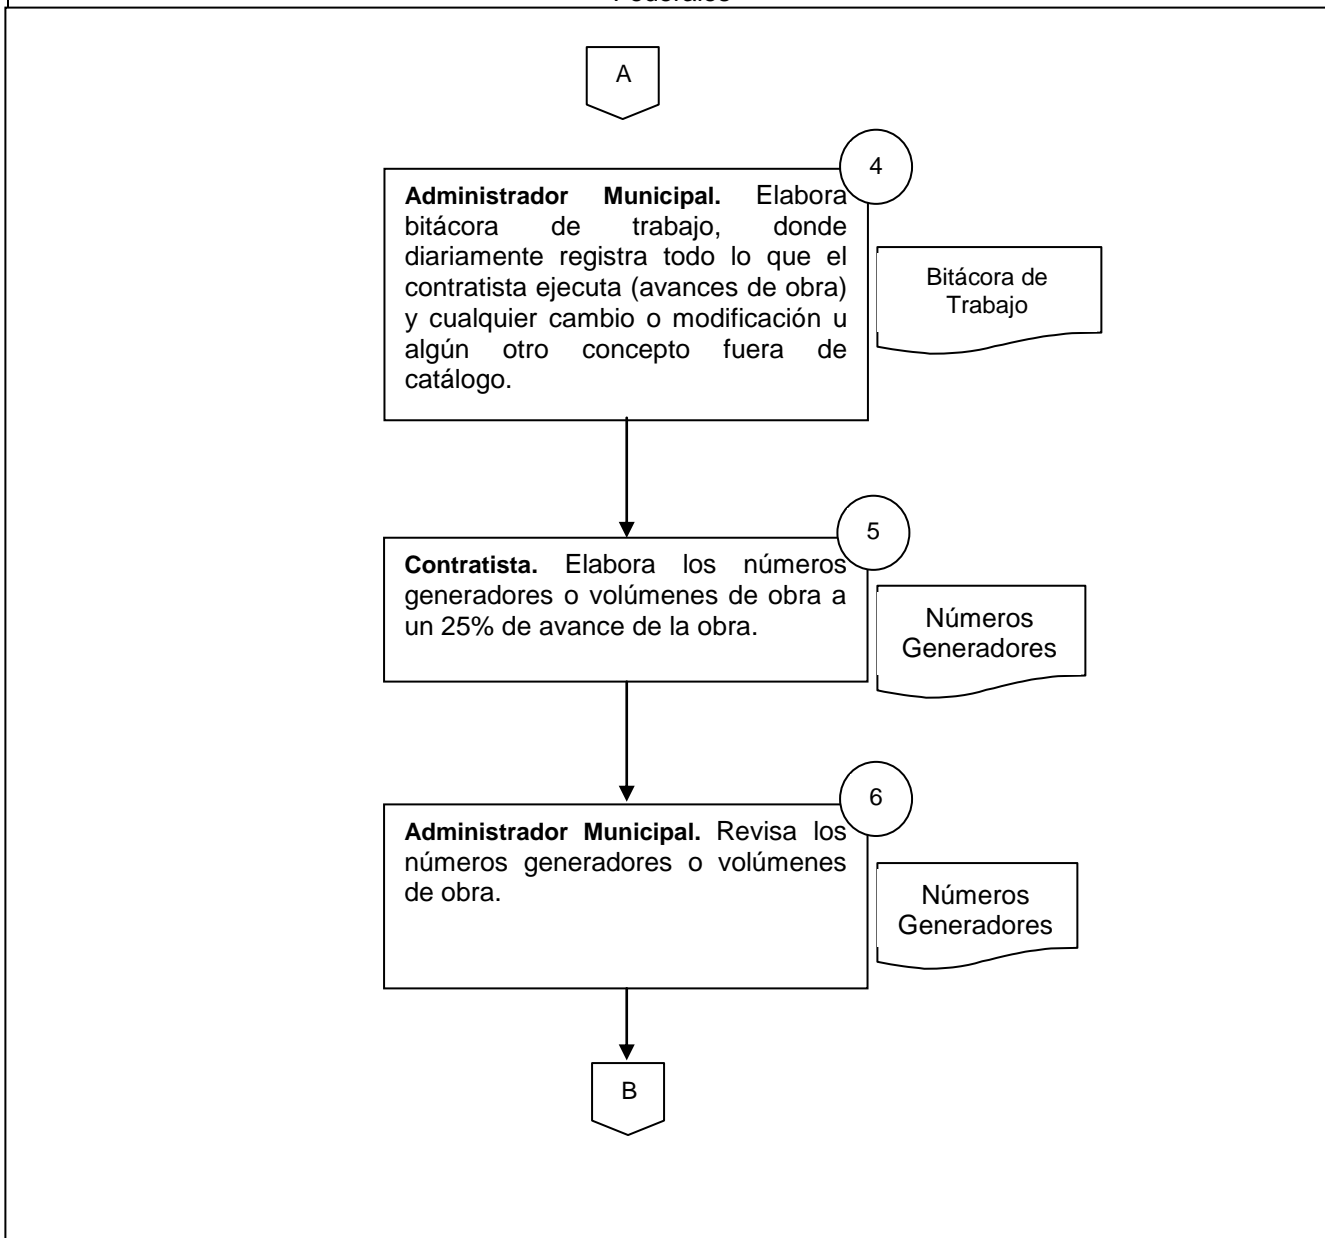 A
4
Administrador Municipal. Elabora
bitácora de trabajo, donde
diariamente registra todo lo que el
contratista ejecuta (avances de obra)
y cualquier cambio o modificación u
algún otro concepto fuera de
catálogo.
Bitácora de
Trabajo
5
Contratista. Elabora los números
generadores o volúmenes de obra a
un 25% de avance de la obra.
Números
Generadores
6
Administrador Municipal. Revisa los
números generadores o volúmenes
de obra.
Números
Generadores
B